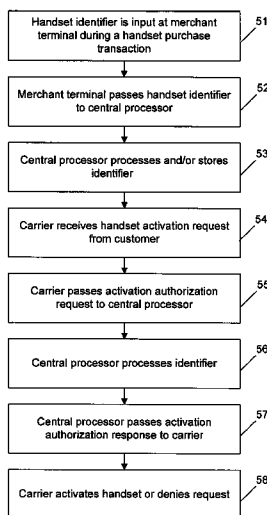 Handset identifier is input at merchant
terminal during a handset purchase
transaction
51
Merchant terminal passes handset identifier
to central processor
52
Central processor processes and/or stores
identifier
53
Carrier receives handset activation request
from customer
54
Carrier passes activation authorization
request to central processor
55
Central processor processes identifier
56
Central processor passes activation
authorization response to carrier
57
Carrier activates handset or denies request
58